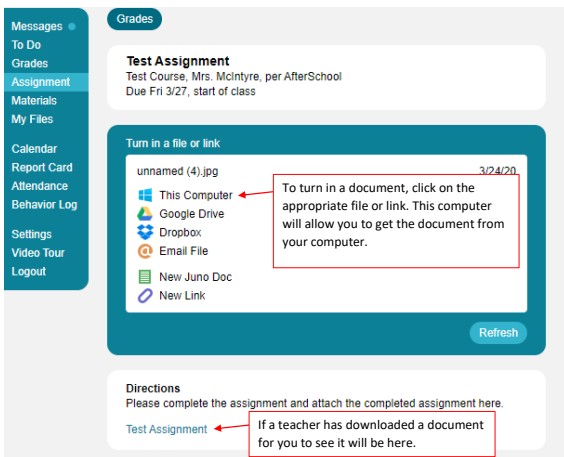 Messages
To Do
Grades
Assignment
Materials
My Files
Calendar
Report Card
Attendance
Behavior Log
Settings
Video Tour
Logout
Grades
Test Assignment
Test Course, Mrs. McIntyre, per AfterSchool
Due Fri 3/27, start of class
Turn in a file or link
unnamed (4).jpg 3/24/20
This Computer
Google Drive
Dropbox
Email File
New Juno Doc
New Link
To turn in a document, click on the
appropriate file or link. This computer
will allow you to get the document from
your computer.
Refresh
Directions
Please complete the assignment and attach the completed assignment here.
Test Assignment
If a teacher has downloaded a document
for you to see it will be here.